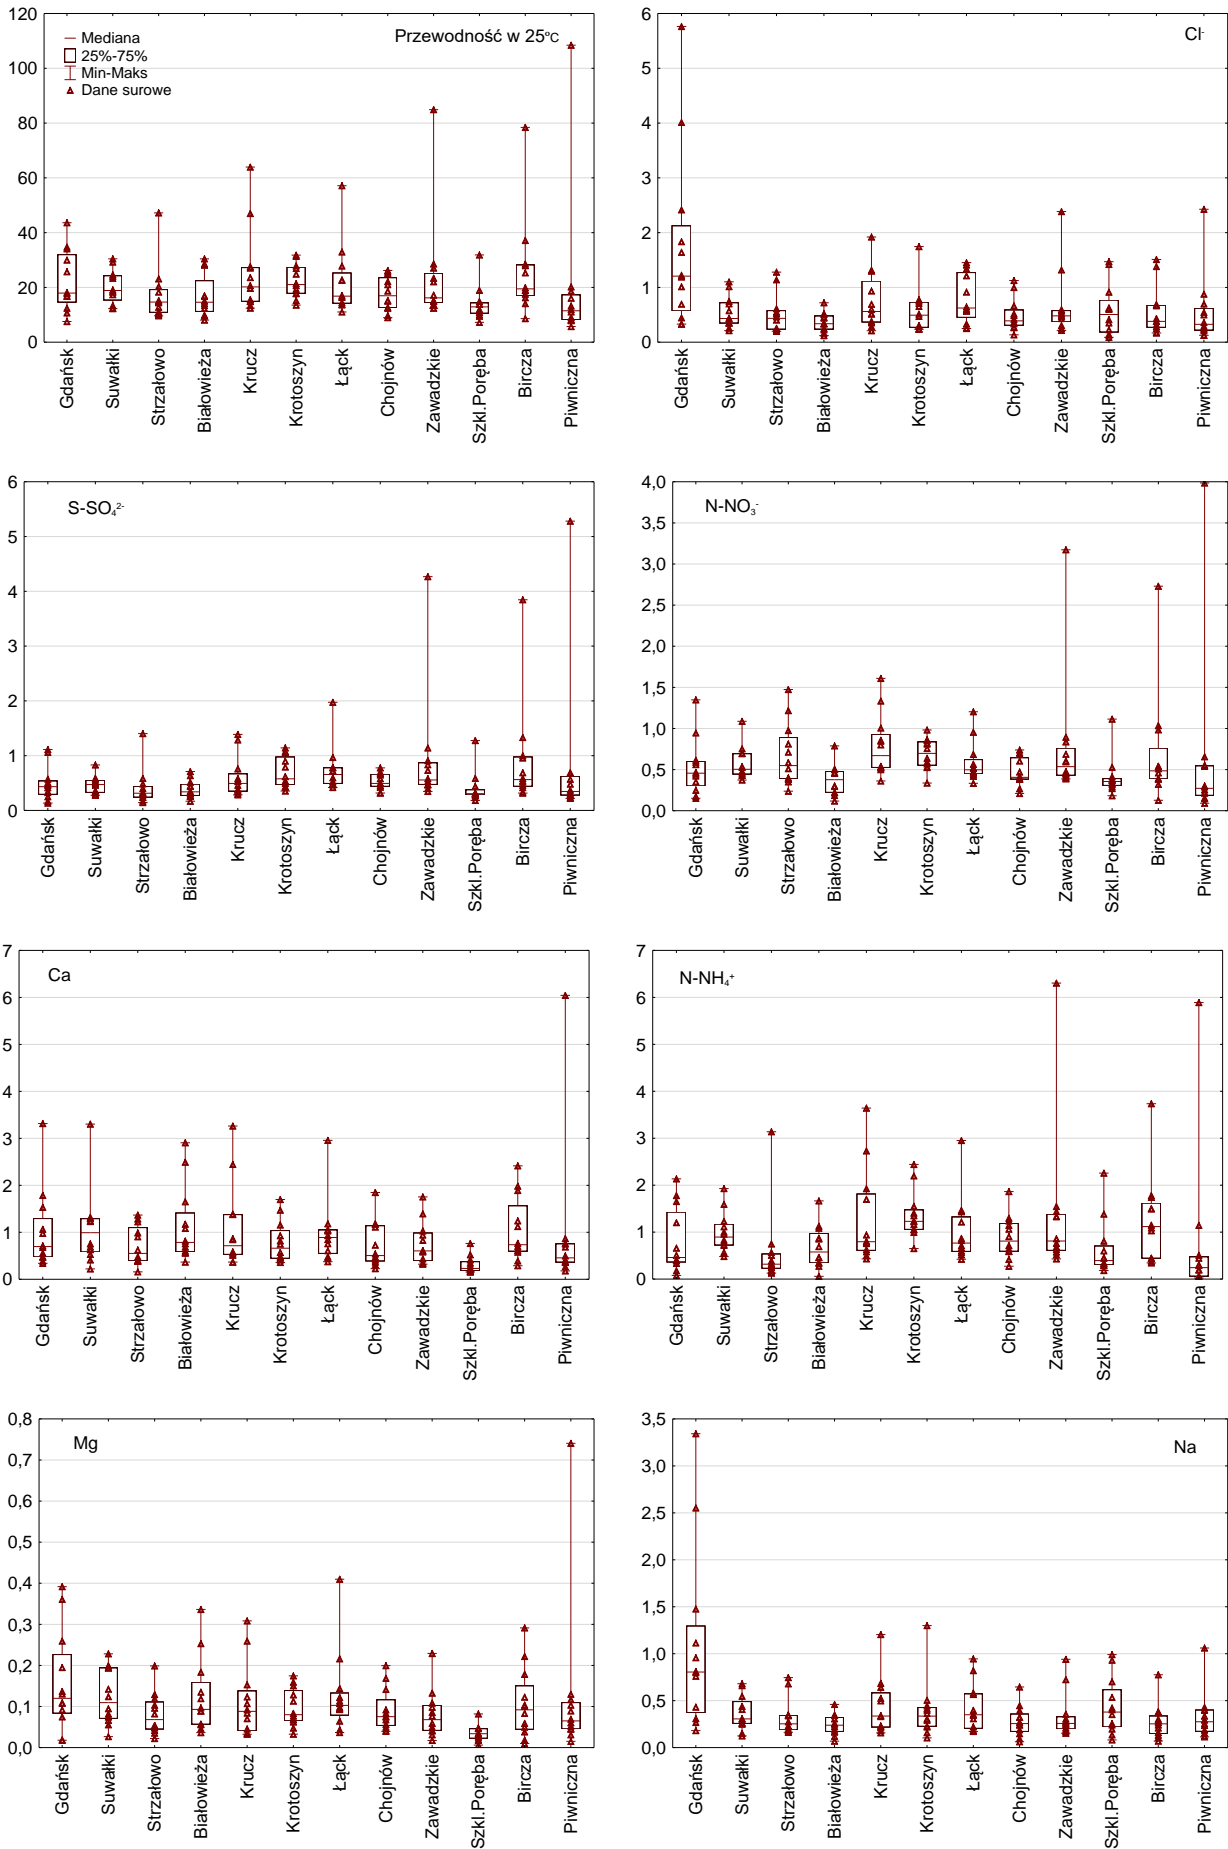 Przewodność w 25°C
Mediana
25%-75%
Min-Maks
Dane surowe
120
100
80
60
40
20
0
Gdańsk
Suwałki
Strzałowo
Białowieża
Krucz
Krotoszyn
Łąck
Chojnów
Zawadzkie
Szkl.Poręba
Bircza
Piwniczna
Cl-
6
5
4
3
2
1
0
Gdańsk
Suwałki
Strzałowo
Białowieża
Krucz
Krotoszyn
Łąck
Chojnów
Zawadzkie
Szkl.Poręba
Bircza
Piwniczna
S-SO₄²⁻
6
5
4
3
2
1
0
Gdańsk
Suwałki
Strzałowo
Białowieża
Krucz
Krotoszyn
Łąck
Chojnów
Zawadzkie
Szkl.Poręba
Bircza
Piwniczna
N-NO₃⁻
4,0
3,5
3,0
2,5
2,0
1,5
1,0
0,5
0,0
Gdańsk
Suwałki
Strzałowo
Białowieża
Krucz
Krotoszyn
Łąck
Chojnów
Zawadzkie
Szkl.Poręba
Bircza
Piwniczna
Ca
7
6
5
4
3
2
1
0
Gdańsk
Suwałki
Strzałowo
Białowieża
Krucz
Krotoszyn
Łąck
Chojnów
Zawadzkie
Szkl.Poręba
Bircza
Piwniczna
N-NH₄⁺
7
6
5
4
3
2
1
0
Gdańsk
Suwałki
Strzałowo
Białowieża
Krucz
Krotoszyn
Łąck
Chojnów
Zawadzkie
Szkl.Poręba
Bircza
Piwniczna
Mg
0,8
0,7
0,6
0,5
0,4
0,3
0,2
0,1
0,0
Gdańsk
Suwałki
Strzałowo
Białowieża
Krucz
Krotoszyn
Łąck
Chojnów
Zawadzkie
Szkl.Poręba
Bircza
Piwniczna
Na
3,5
3,0
2,5
2,0
1,5
1,0
0,5
0,0
Gdańsk
Suwałki
Strzałowo
Białowieża
Krucz
Krotoszyn
Łąck
Chojnów
Zawadzkie
Szkl.Poręba
Bircza
Piwniczna